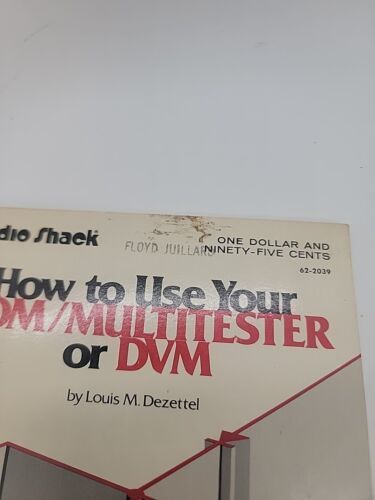 dio Shack
FLOYD JUILLARD
ONE DOLLAR AND
NINETY-FIVE CENTS
62-2039
How to Use Your
OM/MULTITESTER
or DVM
by Louis M. Dezettel